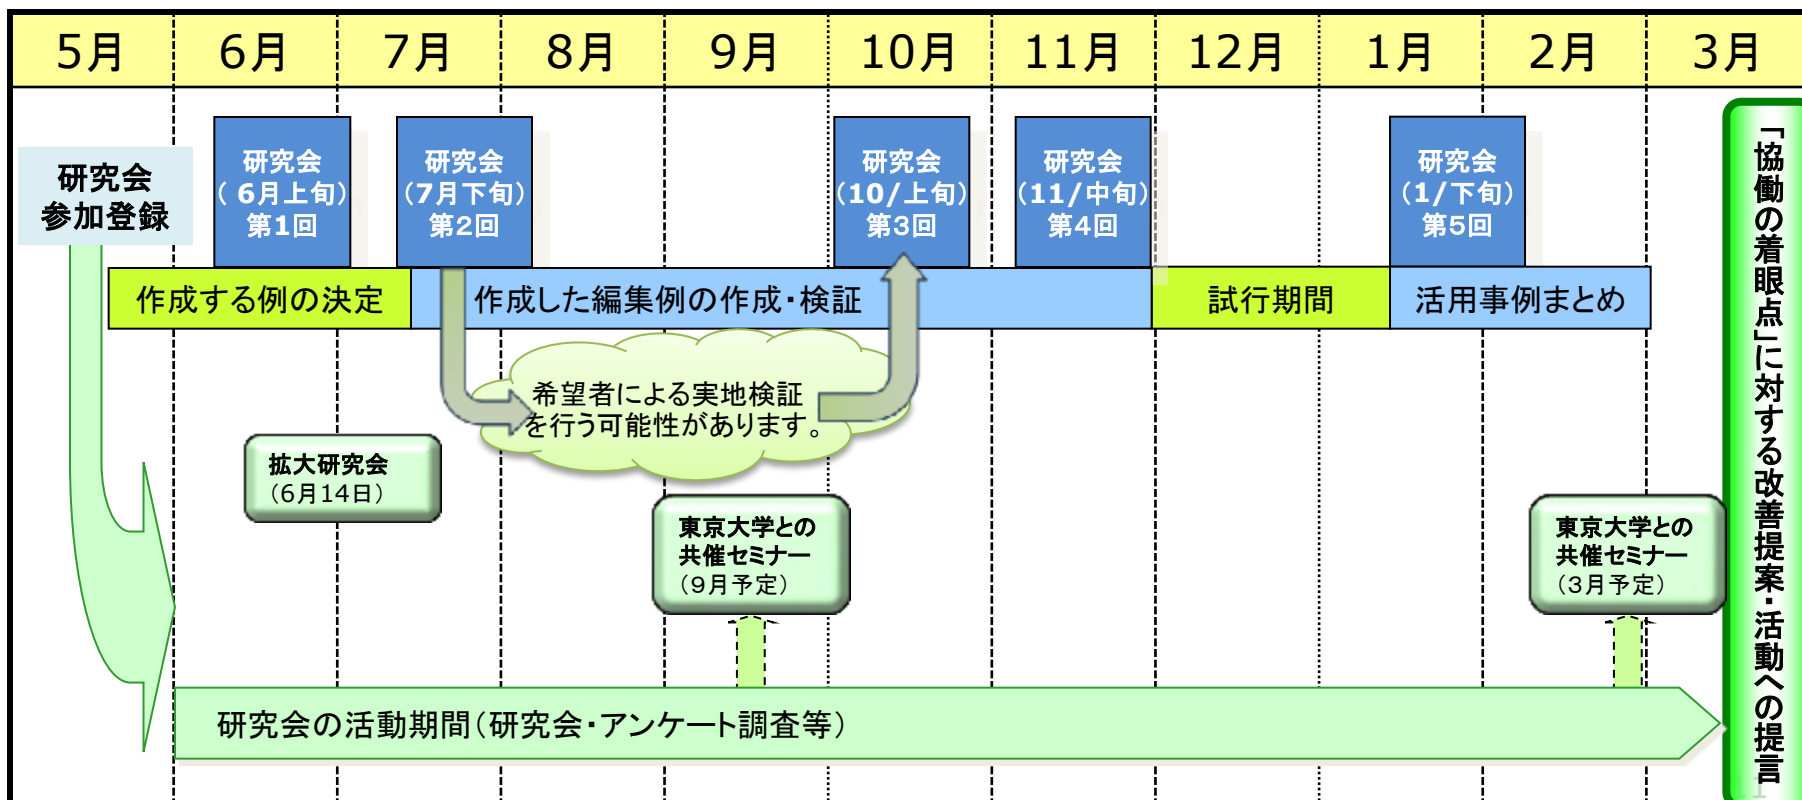 5月 6月 7月 8月 9月 10月 11月 12月 1月 2月 3月
研究会
参加登録
研究会
( 6月上旬)
第1回
研究会
(7月下旬)
第2回
研究会
(10/上旬)
第3回
研究会
(11/中旬)
第4回
研究会
(1/下旬)
第5回
作成する例の決定
作成した編集例の作成・検証
試行期間
活用事例まとめ
希望者による実地検証
を行う可能性があります。
拡大研究会
(6月14日)
東京大学との
共催セミナー
(9月予定)
東京大学との
共催セミナー
(3月予定)
研究会の活動期間(研究会・アンケート調査等)
「協働の着眼点」に対する改善提案・活動への提言
11